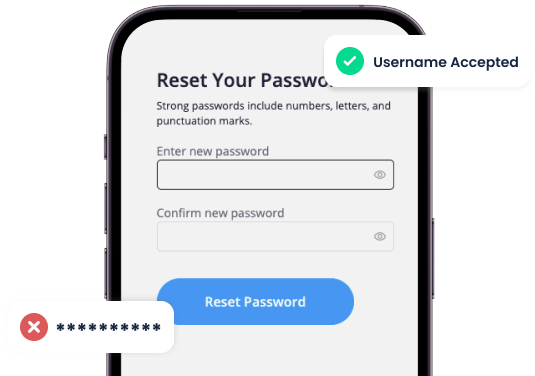 Username Accepted
Reset Your Passwo
Strong passwords include numbers, letters, and
punctuation marks.
Enter new password
Confirm new password
Reset Password
**********